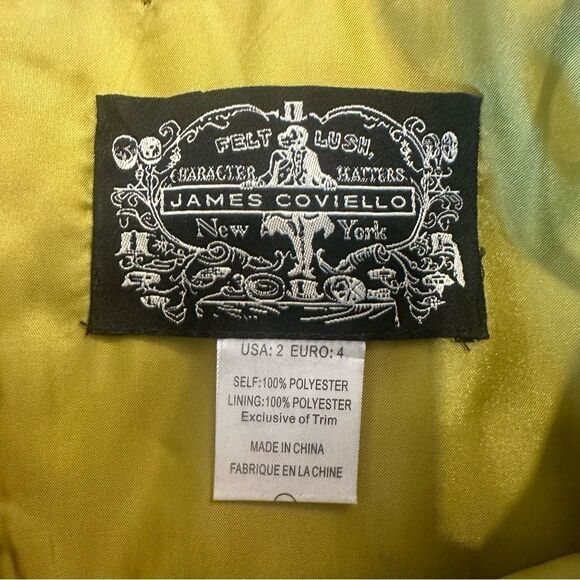 FELT LUSH,
CHARACTER MATTERS.
JAMES COVIELLO
New York
USA: 2 EURO: 4
SELF:100% POLYESTER
LINING:100% POLYESTER
Exclusive of Trim
MADE IN CHINA
FABRIQUE EN LA CHINE